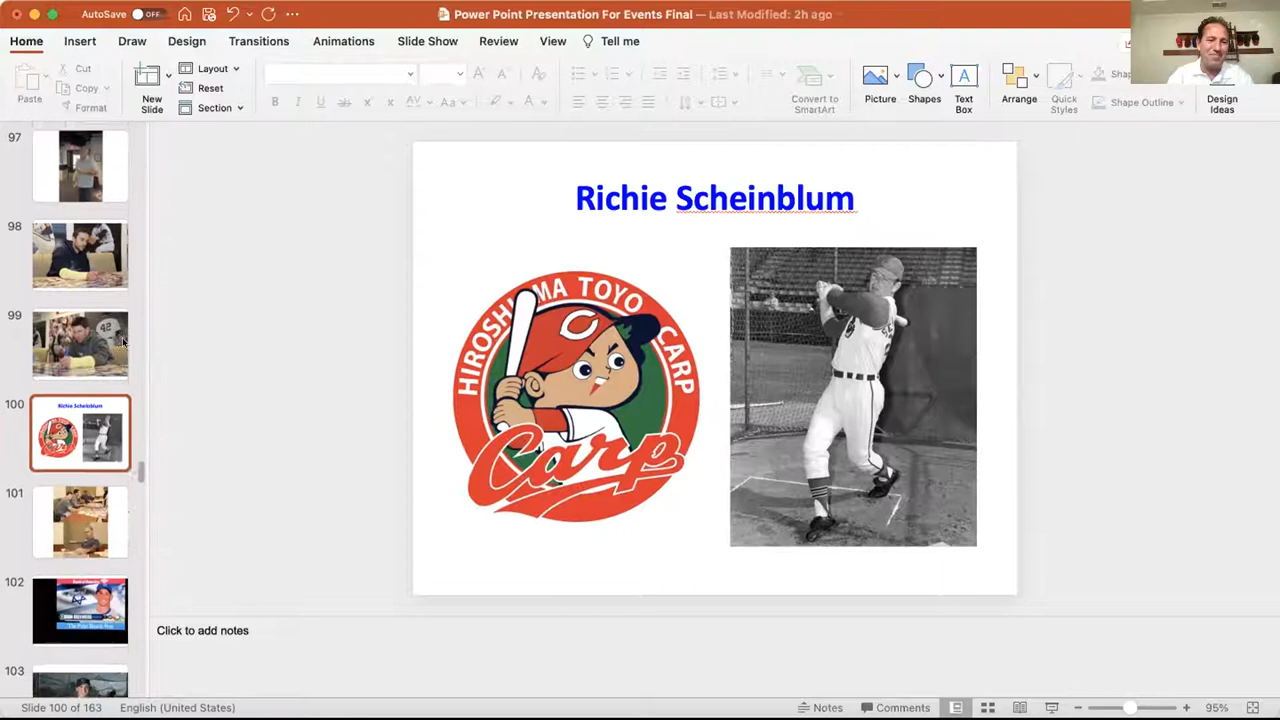 AutoSave OFF
Power Point Presentation For Events Final — Last Modified: 2h ago
Home Insert Draw Design Transitions Animations Slide Show Review View Tell me
Paste
Cut
Copy
Format
New Slide
Layout
Reset
Section
Convert to SmartArt
Picture
Shapes
Text Box
Arrange
Quick Styles
Shape Outline
Design Ideas
97
98
99
42
100
Richie Scheinblum
101
102
103
Richie Scheinblum
HIROSHIMA TOYO CARP
Carp
Click to add notes
Slide 100 of 163 English (United States) Notes Comments 95%